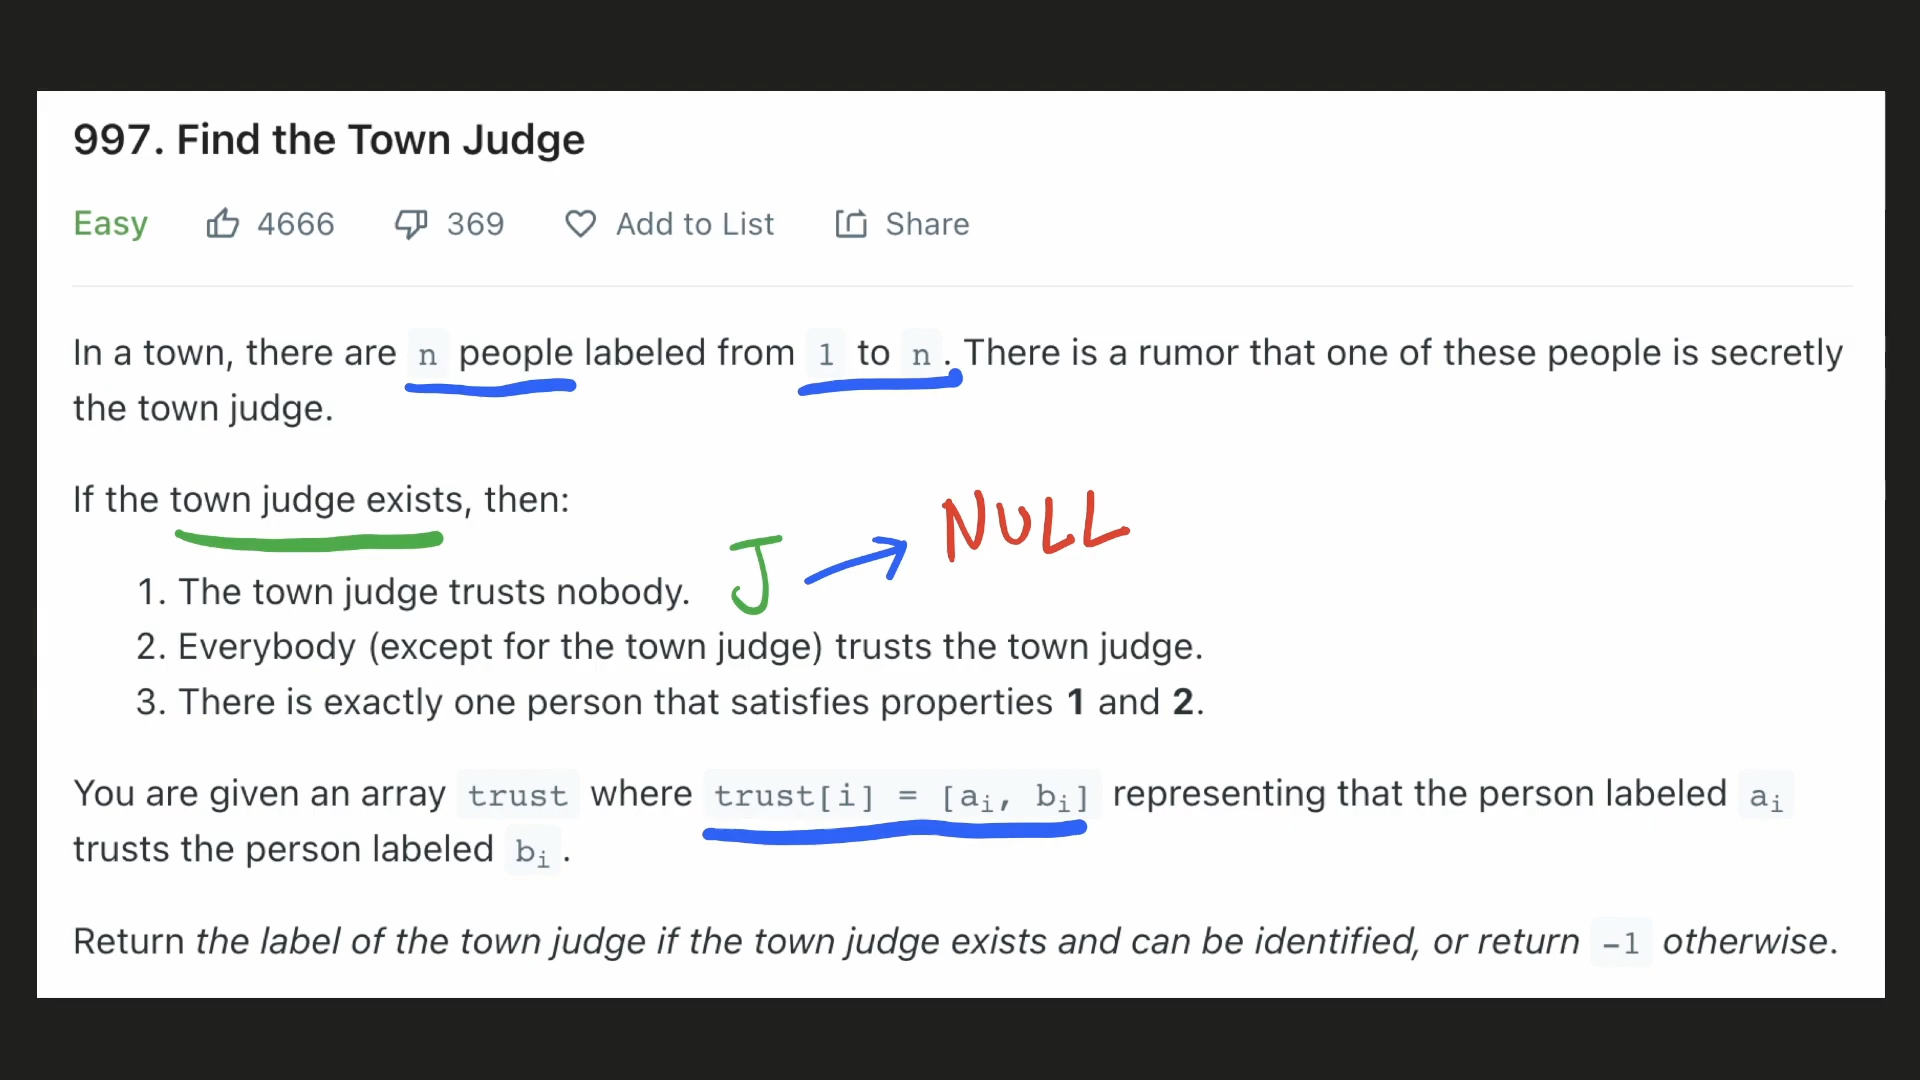 997. Find the Town Judge
Easy 4666 369 Add to List Share
In a town, there are n people labeled from 1 to n. There is a rumor that one of these people is secretly
the town judge.
If the town judge exists, then:
J → NULL
1. The town judge trusts nobody.
2. Everybody (except for the town judge) trusts the town judge.
3. There is exactly one person that satisfies properties 1 and 2.
You are given an array trust where trust[i] = [aᵢ, bᵢ] representing that the person labeled aᵢ
trusts the person labeled bᵢ.
Return the label of the town judge if the town judge exists and can be identified, or return -1 otherwise.